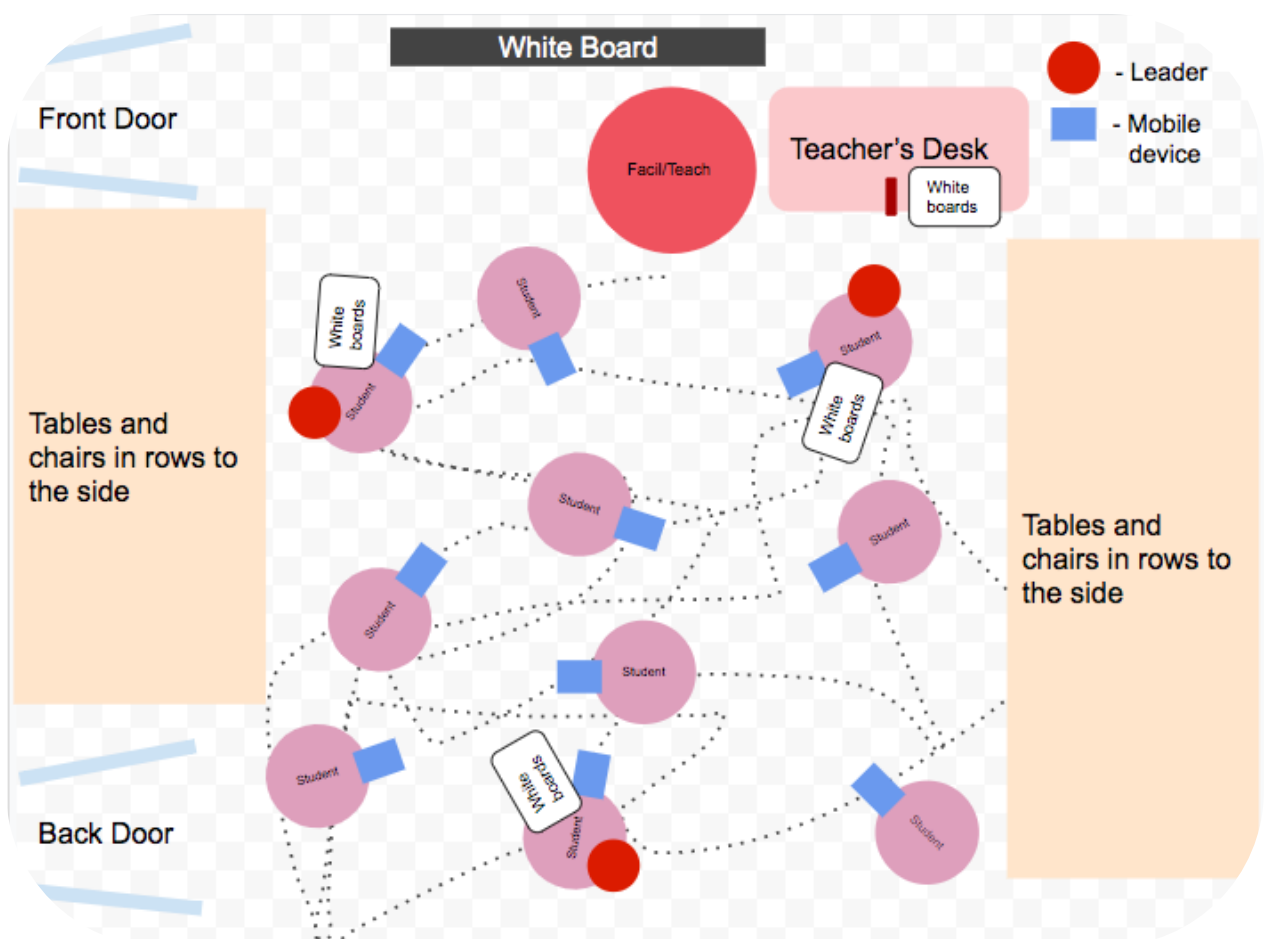 White Board
- Leader
- Mobile
device
Front Door
Facil/Teach
Teacher's Desk
White
boards
Student
White
boards
Student
Student
White
boards
Tables and
chairs in rows to
the side
Student
Student
Tables and
chairs in rows to
the side
Student
Student
Student
White
boards
Student
Student
Back Door